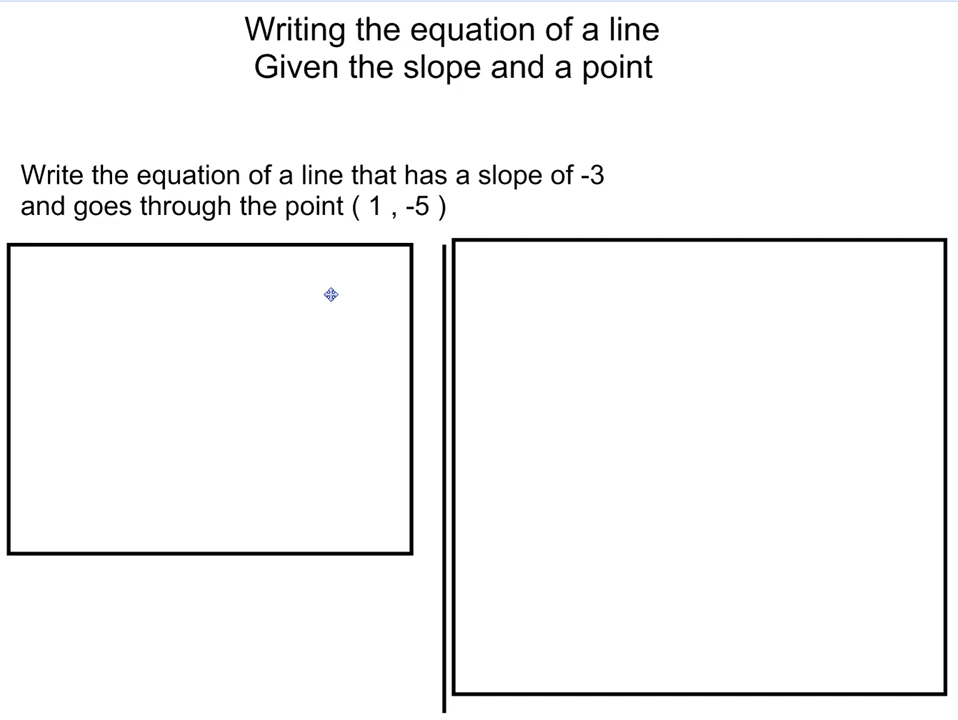 Writing the equation of a line
Given the slope and a point
Write the equation of a line that has a slope of -3
and goes through the point ( 1 , -5 )